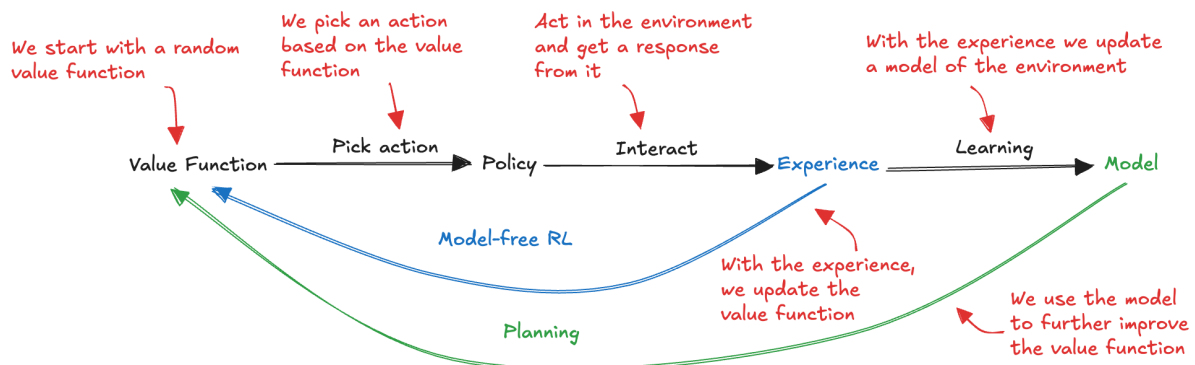 We start with a random
value function
We pick an action
based on the value
function
Act in the environment
and get a response
from it
With the experience we update
a model of the environment
Value Function
Pick action
Policy
Interact
Experience
Learning
Model
Model-free RL
With the experience,
we update the
value function
Planning
We use the model
to further improve
the value function